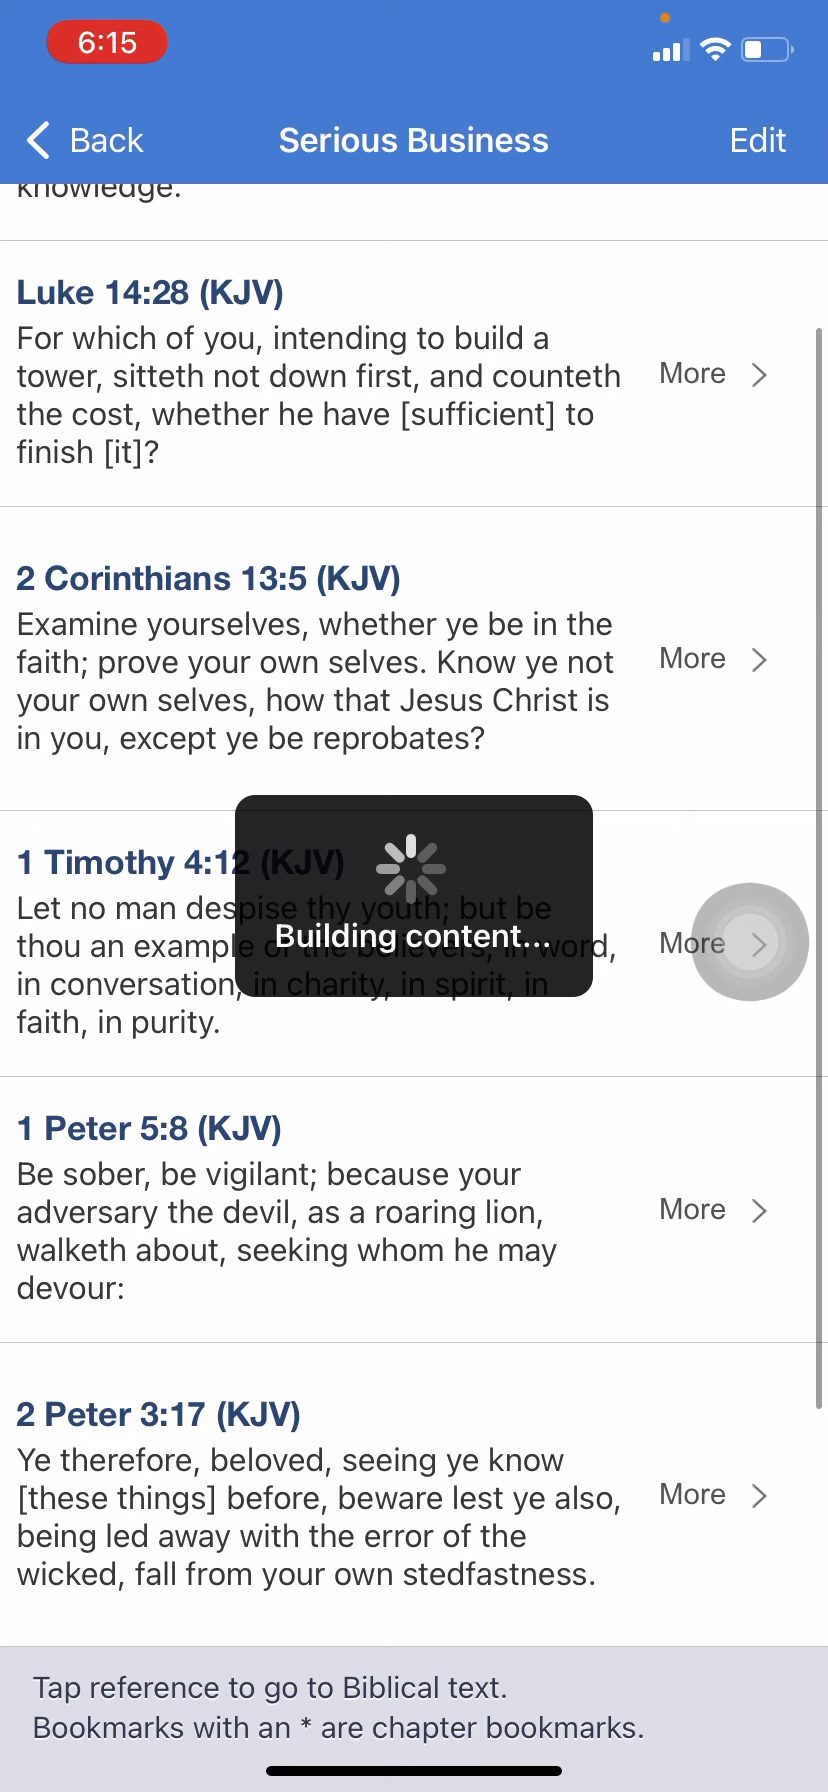 6:15
Back Serious Business Edit
knowledge.
Luke 14:28 (KJV)
For which of you, intending to build a
tower, sitteth not down first, and counteth
the cost, whether he have [sufficient] to
finish [it]?
More
2 Corinthians 13:5 (KJV)
Examine yourselves, whether ye be in the
faith; prove your own selves. Know ye not
your own selves, how that Jesus Christ is
in you, except ye be reprobates?
More
1 Timothy 4:12 (KJV)
Let no man despise thy youth; but be
thou an example of the believers, in word,
in conversation, in charity, in spirit, in
faith, in purity.
More
Building content...
1 Peter 5:8 (KJV)
Be sober, be vigilant; because your
adversary the devil, as a roaring lion,
walketh about, seeking whom he may
devour:
More
2 Peter 3:17 (KJV)
Ye therefore, beloved, seeing ye know
[these things] before, beware lest ye also,
being led away with the error of the
wicked, fall from your own stedfastness.
More
Tap reference to go to Biblical text.
Bookmarks with an * are chapter bookmarks.